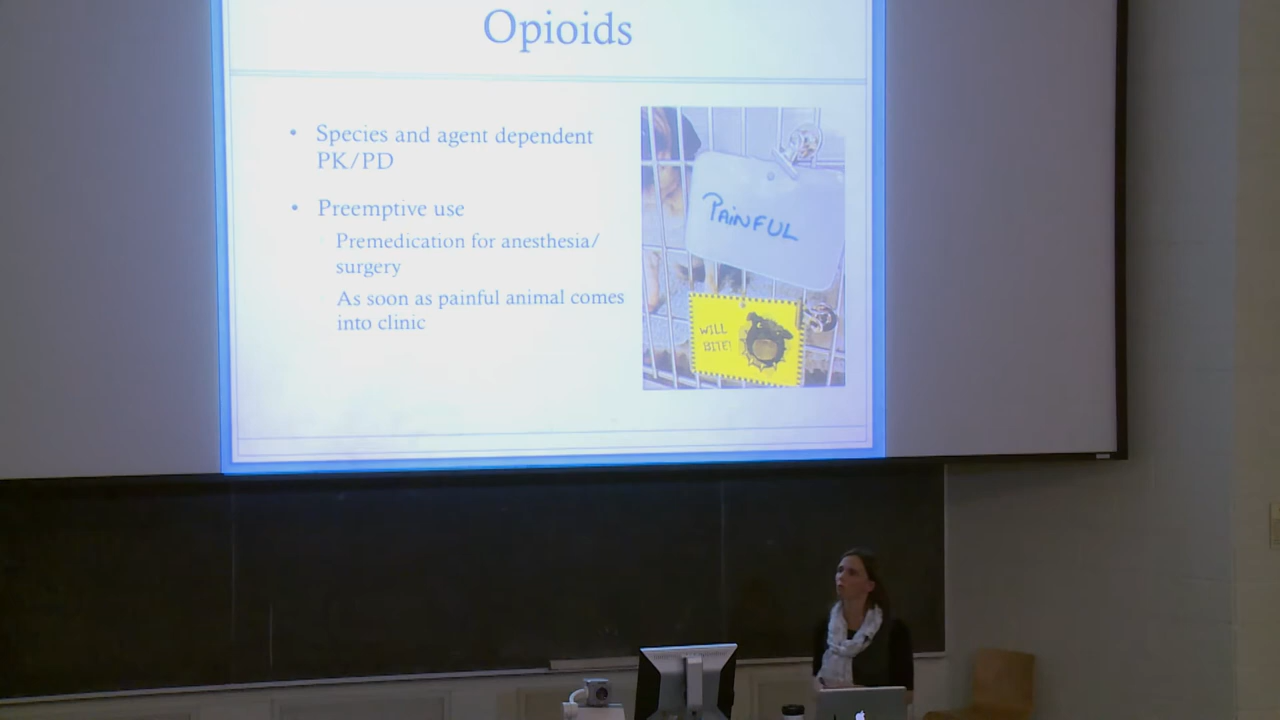 Opioids
• Species and agent dependent
PK/PD
• Preemptive use
Premedication for anesthesia/
surgery
As soon as painful animal comes
into clinic
PAINFUL
WILL
BITE!